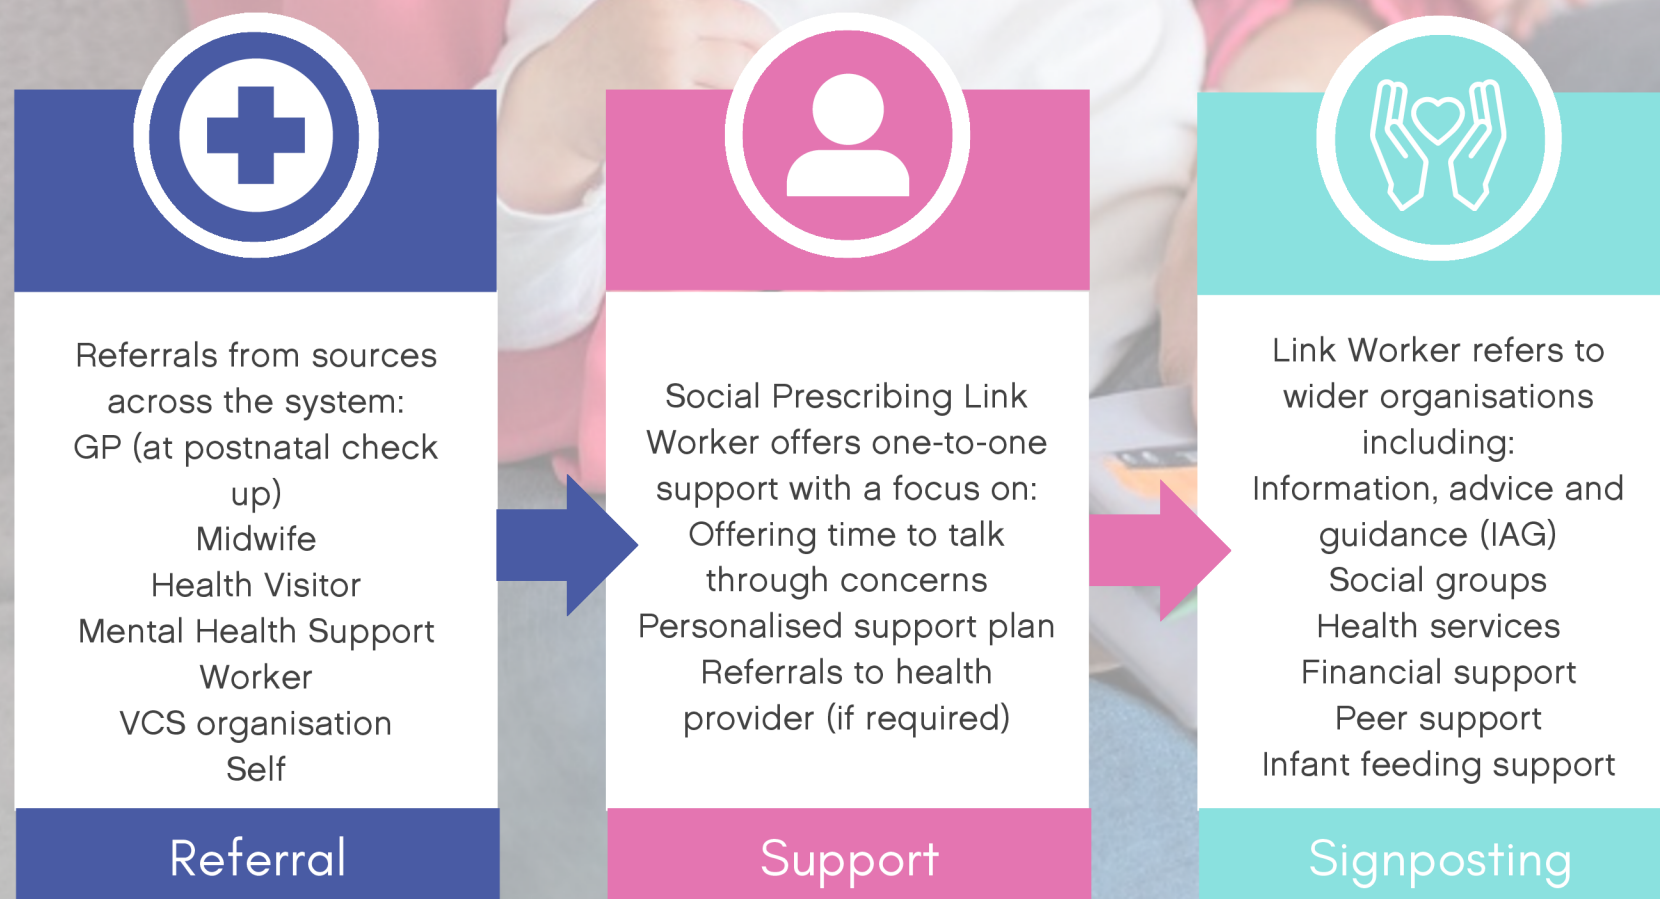 Referrals from sources
across the system:
GP (at postnatal check
up)
Midwife
Health Visitor
Mental Health Support
Worker
VCS organisation
Self
Referral
Social Prescribing Link
Worker offers one-to-one
support with a focus on:
Offering time to talk
through concerns
Personalised support plan
Referrals to health
provider (if required)
Support
Link Worker refers to
wider organisations
including:
Information, advice and
guidance (IAG)
Social groups
Health services
Financial support
Peer support
Infant feeding support
Signposting